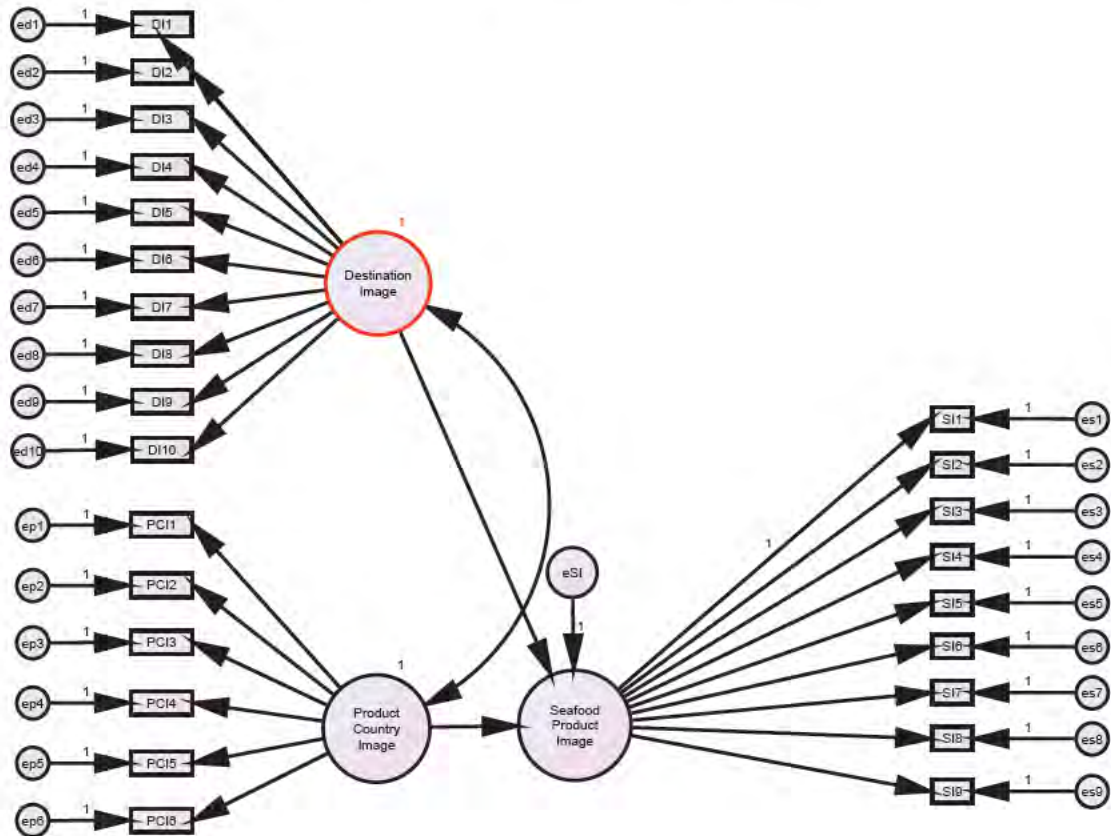 ed1 1 DI1
ed2 1 DI2
ed3 1 DI3
ed4 1 DI4
ed5 1 DI5
ed6 1 DI6
ed7 1 DI7
ed8 1 DI8
ed9 1 DI9
ed10 1 DI10
1
Destination
Image
ep1 1 PCI1
ep2 1 PCI2
ep3 1 PCI3
ep4 1 PCI4
ep5 1 PCI5
ep6 1 PCI6
1
Product
Country
Image
eSI
1
Seafood
Product
Image
1
SI1 1 es1
SI2 1 es2
SI3 1 es3
SI4 1 es4
SI5 1 es5
SI6 1 es6
SI7 1 es7
SI8 1 es8
SI9 1 es9